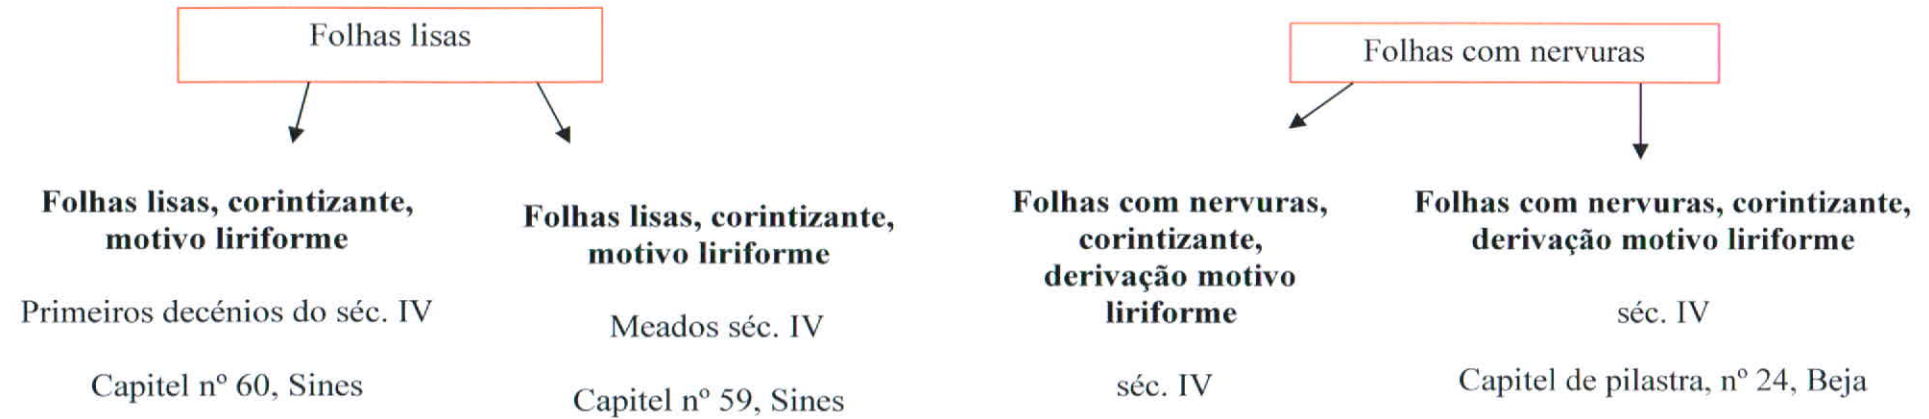 Folhas lisas
Folhas com nervuras
Folhas lisas, corintizante,
motivo liriforme
Primeiros decénios do séc. IV
Capitel nº 60, Sines
Folhas lisas, corintizante,
motivo liriforme
Meados séc. IV
Capitel nº 59, Sines
Folhas com nervuras,
corintizante,
derivação motivo
liriforme
séc. IV
Folhas com nervuras, corintizante,
derivação motivo liriforme
séc. IV
Capitel de pilastra, nº 24, Beja